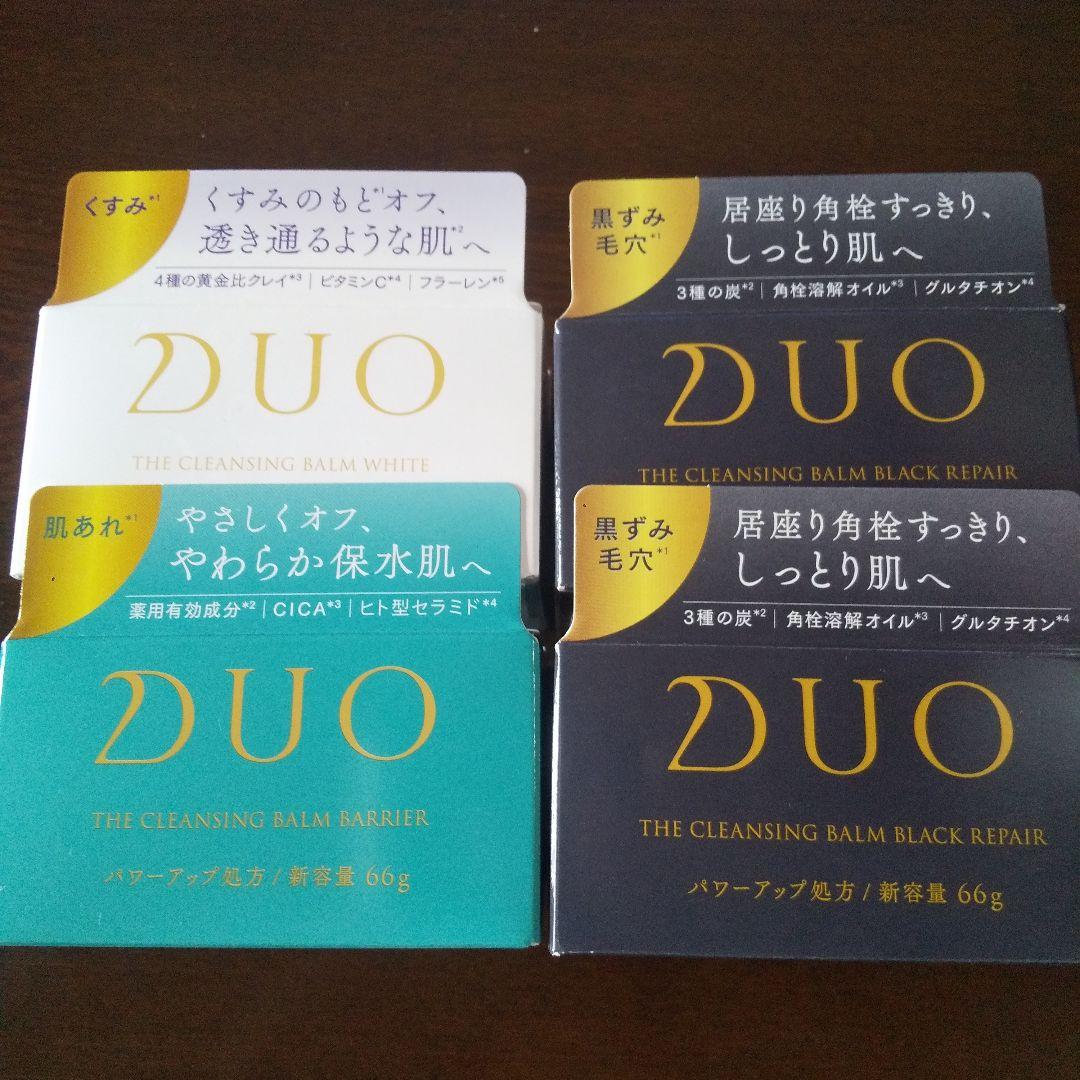 くすみ*1
くすみのもと*1オフ、
透き通るような肌*2へ
4種の黄金比クレイ*3 | ビタミンC*4 | フラーレン*5
DUO
THE CLEANSING BALM WHITE
黒ずみ
毛穴*1
居座り角栓すっきり、
しっとり肌へ
3種の炭*2 | 角栓溶解オイル*3 | グルタチオン*4
DUO
THE CLEANSING BALM BLACK REPAIR
肌あれ*1
やさしくオフ、
やわらか保水肌へ
薬用有効成分*2 | CICA*3 | ヒト型セラミド*4
DUO
THE CLEANSING BALM BARRIER
パワーアップ処方 / 新容量 66g
黒ずみ
毛穴*1
居座り角栓すっきり、
しっとり肌へ
3種の炭*2 | 角栓溶解オイル*3 | グルタチオン*4
DUO
THE CLEANSING BALM BLACK REPAIR
パワーアップ処方 / 新容量 66g